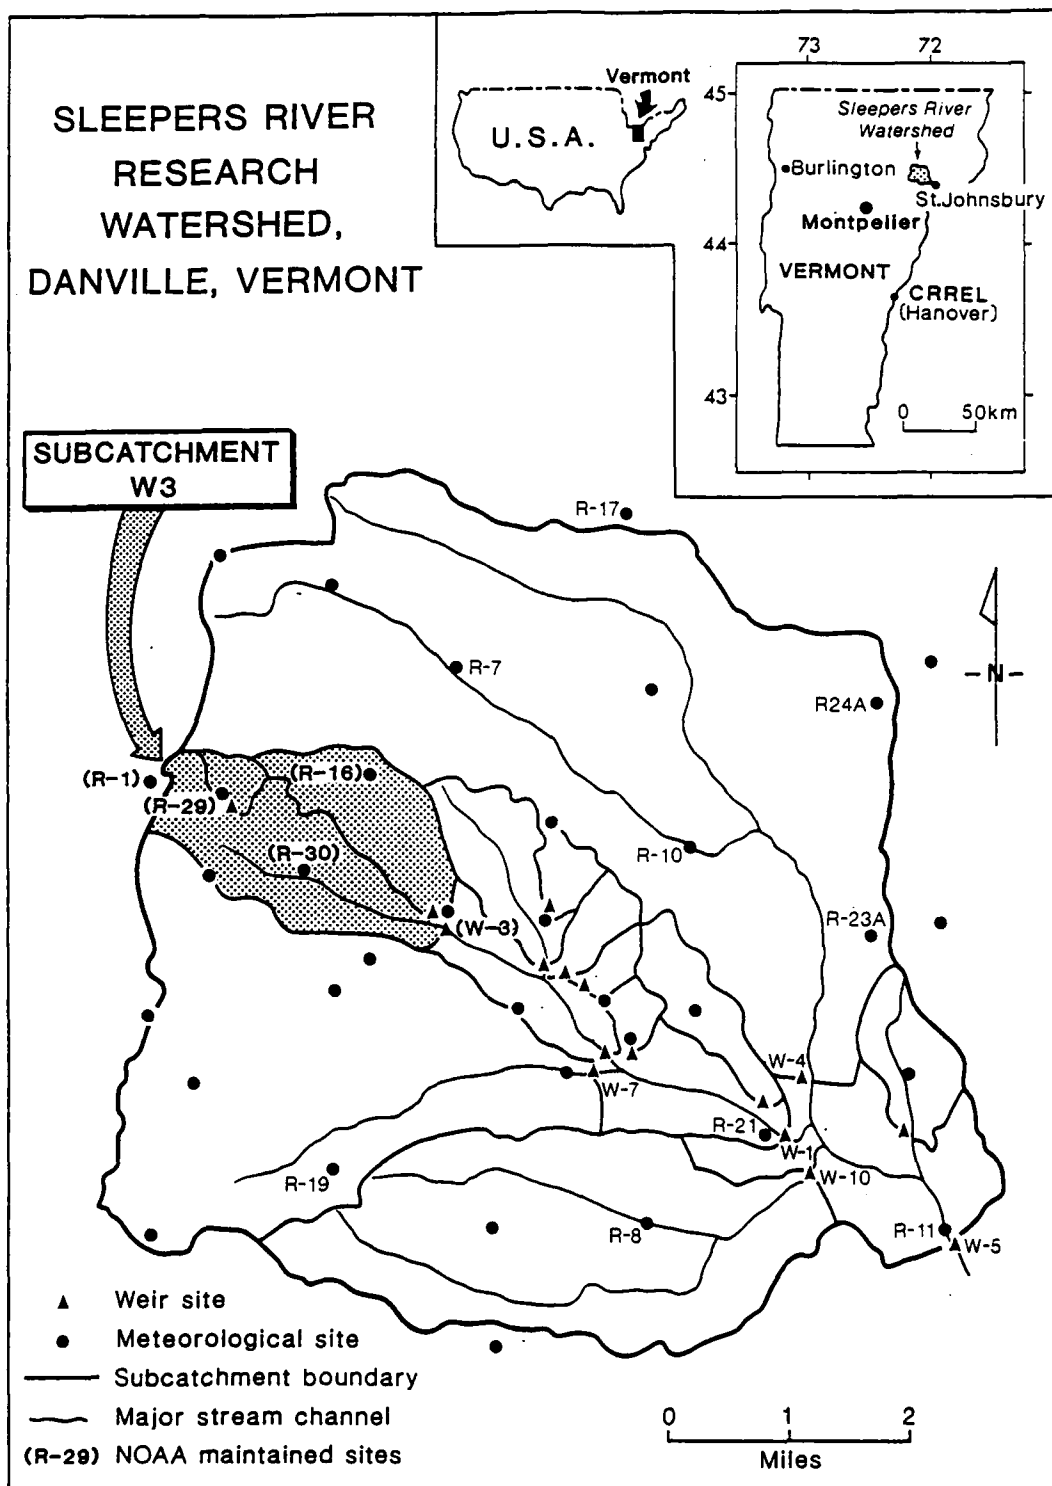 SLEEPERS RIVER
RESEARCH
WATERSHED,
DANVILLE, VERMONT
Vermont
U.S.A.
73
72
45
44
43
Sleepers River
Watershed
Burlington
St.Johnsbury
Montpelier
VERMONT
CRREL
(Hanover)
0
50km
SUBCATCHMENT
W3
R-17
-N-
R-7
R24A
(R-1)
(R-16)
(R-29)
(R-30)
R-10
(W-3)
R-23A
W-4
W-7
R-21
W-1
R-19
W-10
R-8
R-11
W-5
Weir site
Meteorological site
Subcatchment boundary
Major stream channel
(R-29) NOAA maintained sites
0
1
2
Miles